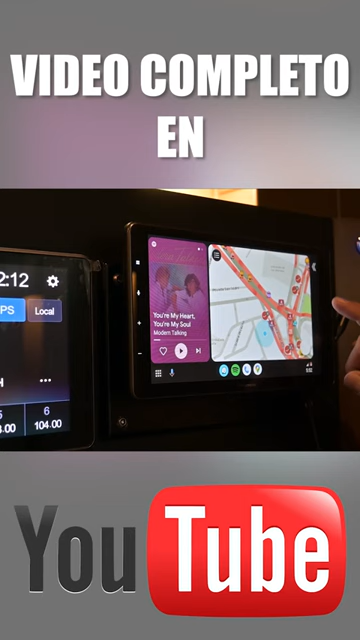 VIDEO COMPLETO
EN
2:12
PS
Local
You're My Heart,
You're My Soul
Modern Talking
6
104.00
YouTube